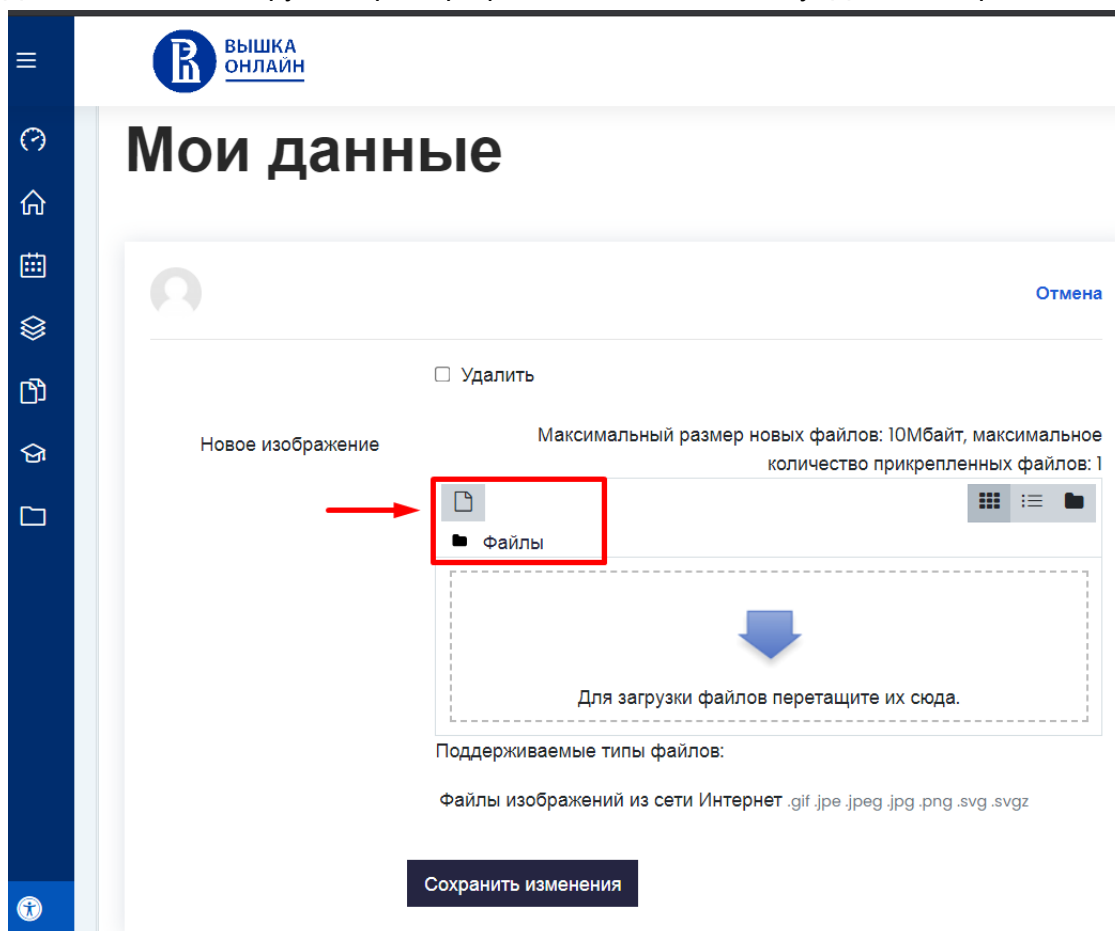 ВЫШКА
ОНЛАЙН
Мои данные
Отмена
Удалить
Новое изображение
Максимальный размер новых файлов: 10Мбайт, максимальное
количество прикрепленных файлов: 1
Файлы
Для загрузки файлов перетащите их сюда.
Поддерживаемые типы файлов:
Файлы изображений из сети Интернет .gif .jpe .jpeg .jpg .png .svg .svgz
Сохранить изменения